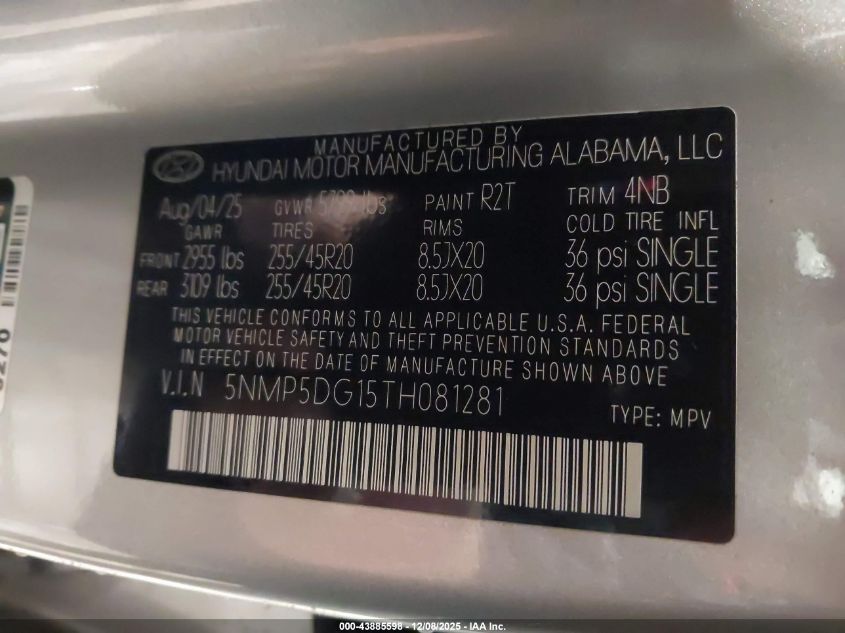 MANUFACTURED BY
HYUNDAI MOTOR MANUFACTURING ALABAMA, LLC
Aug/04/25 GVWR 5799 lbs PAINT R2T TRIM 4NB
GAWR TIRES RIMS COLD TIRE INFL
FRONT 2955 lbs 255/45R20 8.5JX20 36 psi SINGLE
REAR 3109 lbs 255/45R20 8.5JX20 36 psi SINGLE
THIS VEHICLE CONFORMS TO ALL APPLICABLE U.S.A. FEDERAL
MOTOR VEHICLE SAFETY AND THEFT PREVENTION STANDARDS
IN EFFECT ON THE DATE OF MANUFACTURE SHOWN ABOVE
V.I.N 5NMP5DG15TH081281
TYPE: MPV
000-43885598 - 12/08/2025 - IAA Inc.